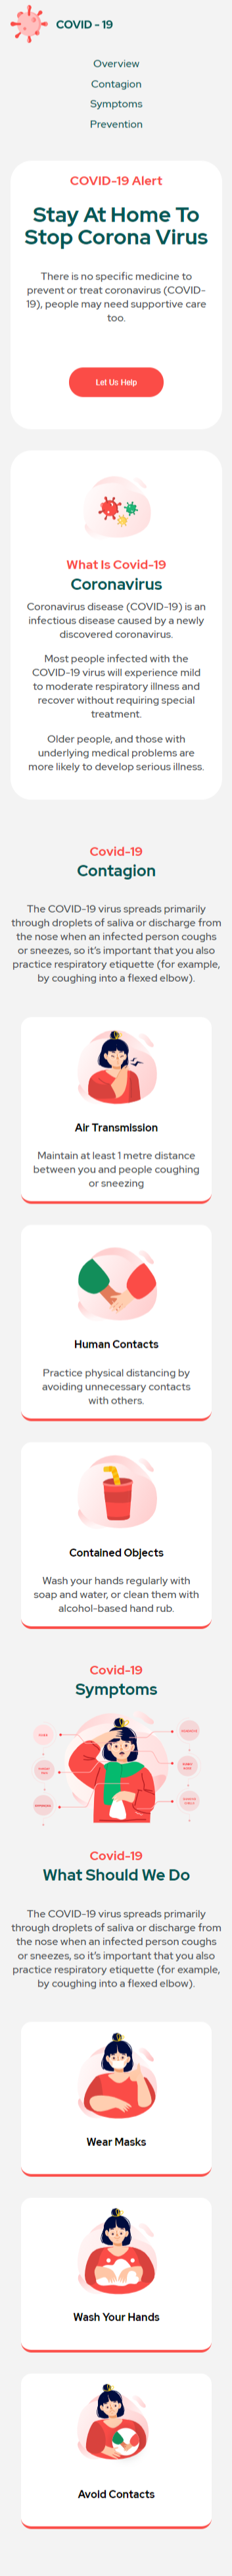 COVID - 19
Overview
Contagion
Symptoms
Prevention
COVID-19 Alert
Stay At Home To
Stop Corona Virus
There is no specific medicine to
prevent or treat coronavirus (COVID-
19), people may need supportive care
too.
Let Us Help
What Is Covid-19
Coronavirus
Coronavirus disease (COVID-19) is an
infectious disease caused by a newly
discovered coronavirus.
Most people infected with the
COVID-19 virus will experience mild
to moderate respiratory illness and
recover without requiring special
treatment.
Older people, and those with
underlying medical problems are
more likely to develop serious illness.
Covid-19
Contagion
The COVID-19 virus spreads primarily
through droplets of saliva or discharge from
the nose when an infected person coughs
or sneezes, so it's important that you also
practice respiratory etiquette (for example,
by coughing into a flexed elbow).
Air Transmission
Maintain at least 1 metre distance
between you and people coughing
or sneezing
Human Contacts
Practice physical distancing by
avoiding unnecessary contacts
with others.
Contained Objects
Wash your hands regularly with
soap and water, or clean them with
alcohol-based hand rub.
Covid-19
Symptoms
Covid-19
What Should We Do
The COVID-19 virus spreads primarily
through droplets of saliva or discharge from
the nose when an infected person coughs
or sneezes, so it's important that you also
practice respiratory etiquette (for example,
by coughing into a flexed elbow).
Wear Masks
Wash Your Hands
Avoid Contacts